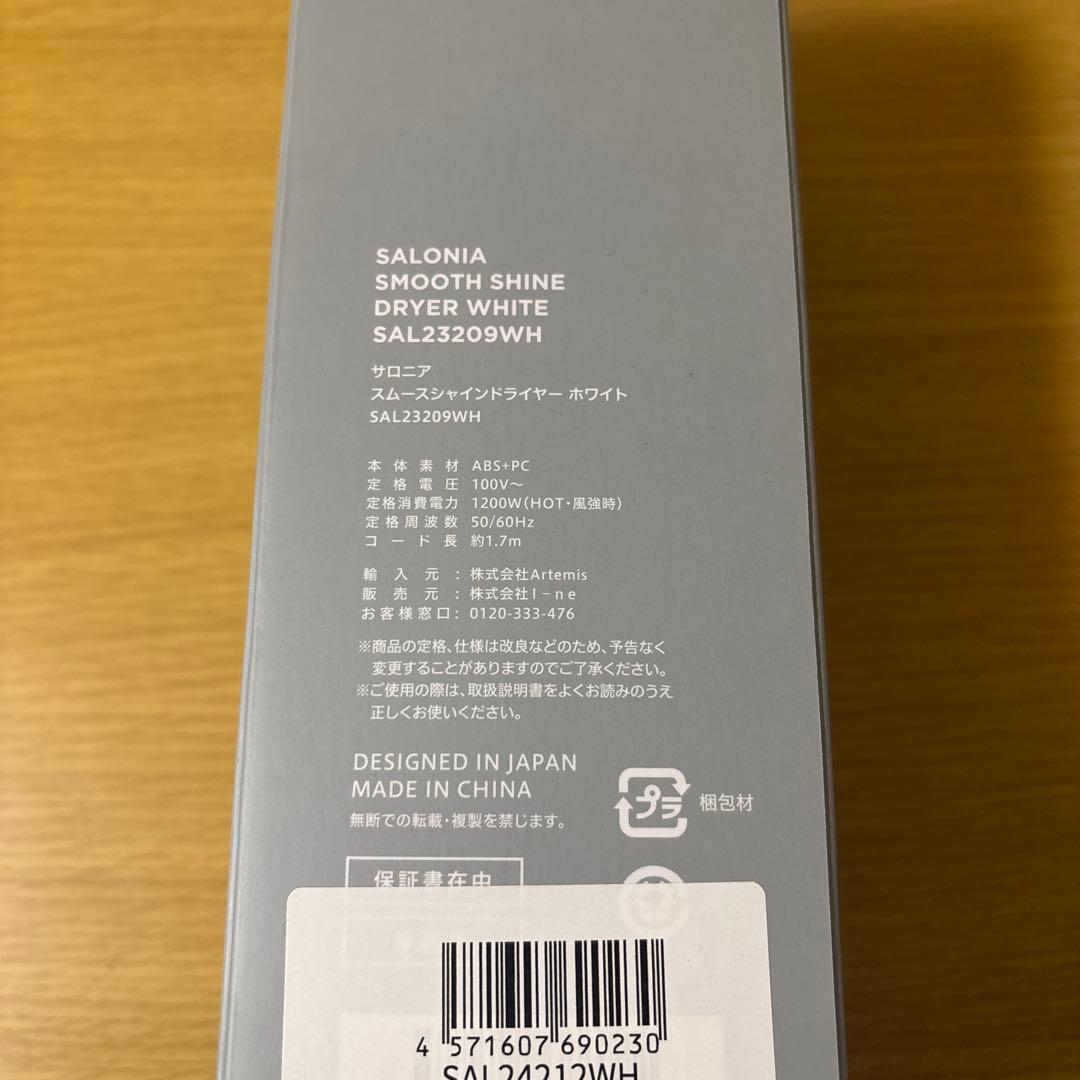 SALONIA
SMOOTH SHINE
DRYER WHITE
SAL23209WH
サロニア
スムースシャインドライヤー ホワイト
SAL23209WH
本体素材 ABS+PC
定格電圧 100V～
定格消費電力 1200W(HOT・風強時)
定格周波数 50/60Hz
コード長 約1.7m
輸入元：株式会社Artemis
販売元：株式会社I-ne
お客様窓口：0120-333-476
※商品の定格、仕様は改良などのため、予告なく
変更することがありますのでご了承ください。
※ご使用の際は、取扱説明書をよくお読みのうえ
正しくお使いください。
DESIGNED IN JAPAN
MADE IN CHINA
プラ 梱包材
無断での転載・複製を禁じます。
保証書在中
4 571607 690230
SAL24212WH